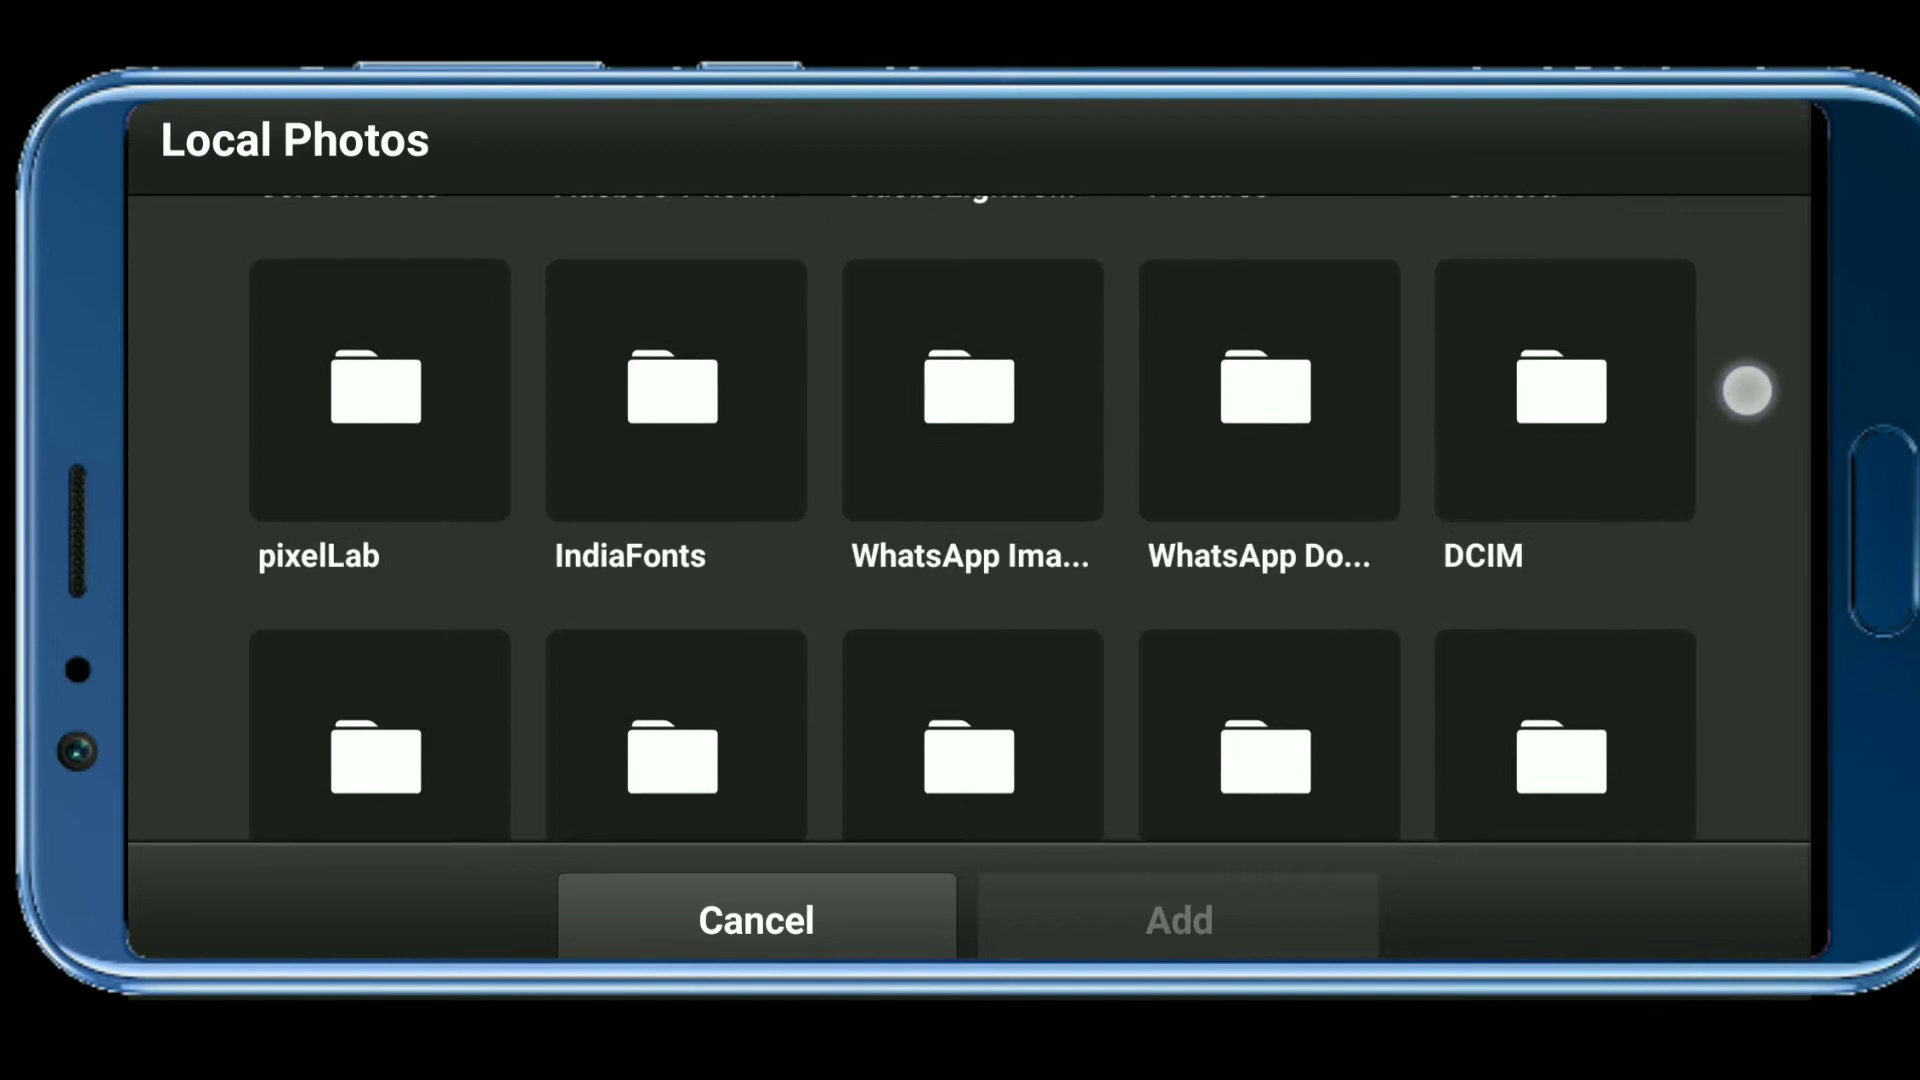 Local Photos
pixelLab
IndiaFonts
WhatsApp Ima...
WhatsApp Do...
DCIM
Cancel
Add